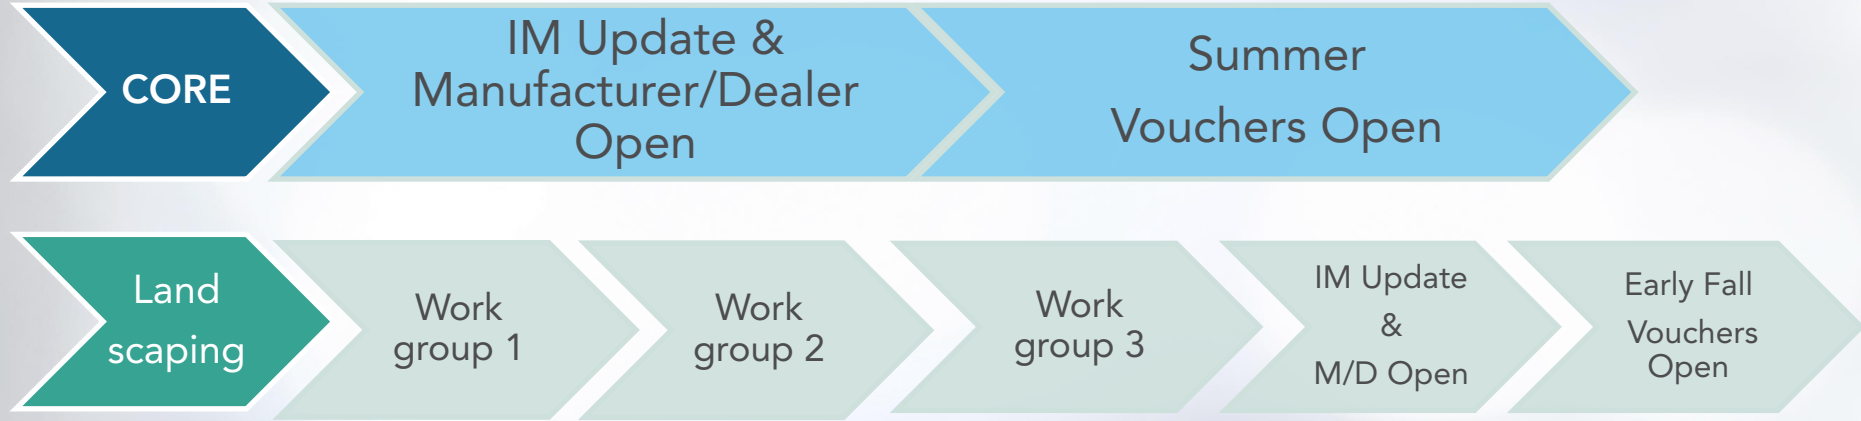 CORE
IM Update &
Manufacturer/Dealer
Open
Summer
Vouchers Open
Land
scaping
Work
group 1
Work
group 2
Work
group 3
IM Update
&
M/D Open
Early Fall
Vouchers
Open